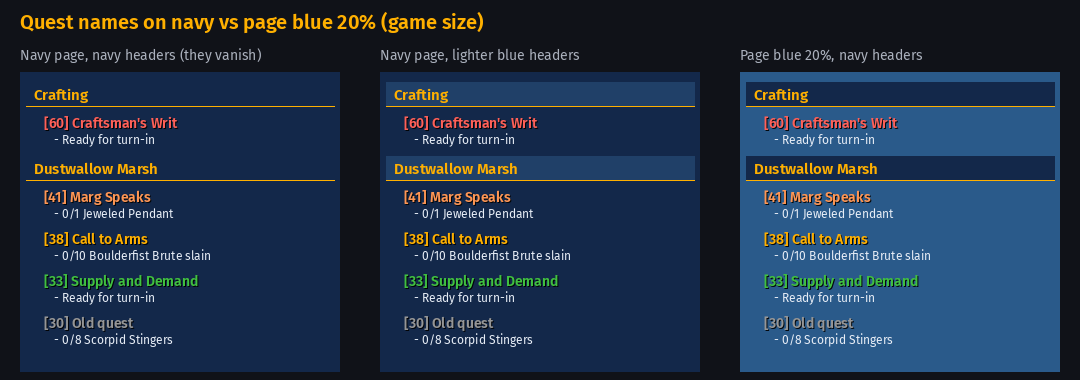 Quest names on navy vs page blue 20% (game size)
Navy page, navy headers (they vanish)
Crafting
[60] Craftsman's Writ
- Ready for turn-in
Dustwallow Marsh
[41] Marg Speaks
- 0/1 Jeweled Pendant
[38] Call to Arms
- 0/10 Boulderfist Brute slain
[33] Supply and Demand
- Ready for turn-in
[30] Old quest
- 0/8 Scorpid Stingers
Navy page, lighter blue headers
Crafting
[60] Craftsman's Writ
- Ready for turn-in
Dustwallow Marsh
[41] Marg Speaks
- 0/1 Jeweled Pendant
[38] Call to Arms
- 0/10 Boulderfist Brute slain
[33] Supply and Demand
- Ready for turn-in
[30] Old quest
- 0/8 Scorpid Stingers
Page blue 20%, navy headers
Crafting
[60] Craftsman's Writ
- Ready for turn-in
Dustwallow Marsh
[41] Marg Speaks
- 0/1 Jeweled Pendant
[38] Call to Arms
- 0/10 Boulderfist Brute slain
[33] Supply and Demand
- Ready for turn-in
[30] Old quest
- 0/8 Scorpid Stingers